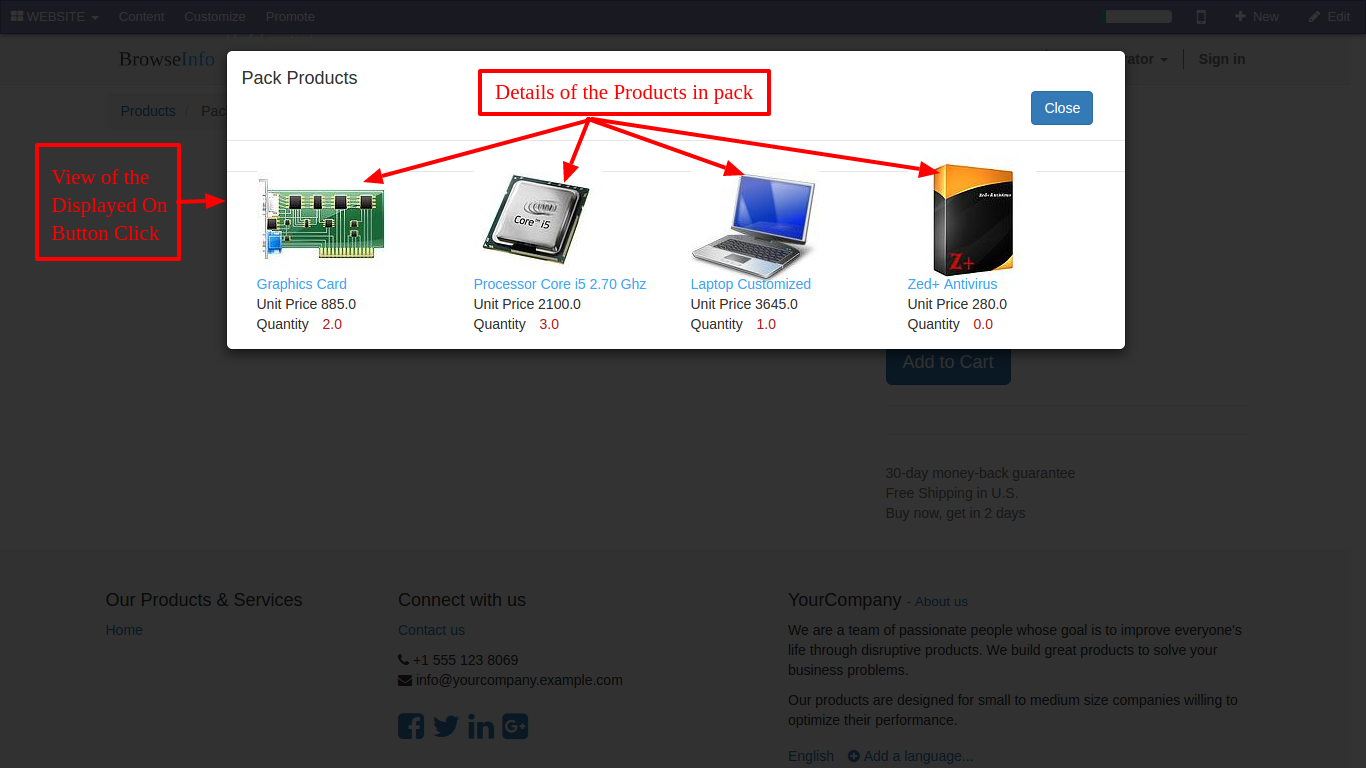 WEBSITE Content Customize Promote New Edit
BrowseInfo
Sign in
Products / Pac
Pack Products
Details of the Products in pack
Close
View of the
Displayed On
Button Click
Core™ i5
Zed+ Antivirus
Z+
Graphics Card
Unit Price 885.0
Quantity 2.0
Processor Core i5 2.70 Ghz
Unit Price 2100.0
Quantity 3.0
Laptop Customized
Unit Price 3645.0
Quantity 1.0
Zed+ Antivirus
Unit Price 280.0
Quantity 0.0
Add to Cart
30-day money-back guarantee
Free Shipping in U.S.
Buy now, get in 2 days
Our Products & Services
Home
Connect with us
Contact us
+1 555 123 8069
info@yourcompany.example.com
YourCompany - About us
We are a team of passionate people whose goal is to improve everyone's
life through disruptive products. We build great products to solve your
business problems.
Our products are designed for small to medium size companies willing to
optimize their performance.
English Add a language...